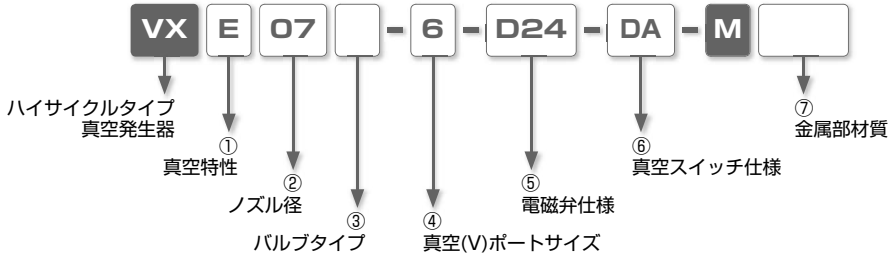 VX E 07 - 6 - D24 - DA - M
ハイサイクルタイプ
真空発生器
①
真空特性
②
ノズル径
③
バルブタイプ
④
真空(V)ポートサイズ
⑤
電磁弁仕様
⑥
真空スイッチ仕様
⑦
金属部材質